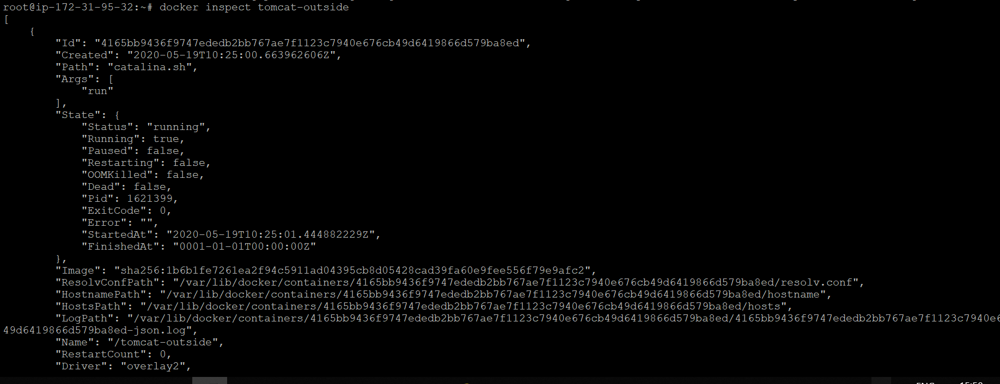 root@ip-172-31-95-32:~# docker inspect tomcat-outside
[
    {
        "Id": "4165bb9436f9747ededb2bb767ae7f1123c7940e676cb49d6419866d579ba8ed",
        "Created": "2020-05-19T10:25:00.663962606Z",
        "Path": "catalina.sh",
        "Args": [
            "run"
        ],
        "State": {
            "Status": "running",
            "Running": true,
            "Paused": false,
            "Restarting": false,
            "OOMKilled": false,
            "Dead": false,
            "Pid": 1621399,
            "ExitCode": 0,
            "Error": "",
            "StartedAt": "2020-05-19T10:25:01.444882229Z",
            "FinishedAt": "0001-01-01T00:00:00Z"
        },
        "Image": "sha256:1b6b1fe7261ea2f94c5911ad04395cb8d05428cad39fa60e9fee556f79e9afc2",
        "ResolvConfPath": "/var/lib/docker/containers/4165bb9436f9747ededb2bb767ae7f1123c7940e676cb49d6419866d579ba8ed/resolv.conf",
        "HostnamePath": "/var/lib/docker/containers/4165bb9436f9747ededb2bb767ae7f1123c7940e676cb49d6419866d579ba8ed/hostname",
        "HostsPath": "/var/lib/docker/containers/4165bb9436f9747ededb2bb767ae7f1123c7940e676cb49d6419866d579ba8ed/hosts",
        "LogPath": "/var/lib/docker/containers/4165bb9436f9747ededb2bb767ae7f1123c7940e676cb49d6419866d579ba8ed/4165bb9436f9747ededb2bb767ae7f1123c7940e6
49d6419866d579ba8ed-json.log",
        "Name": "/tomcat-outside",
        "RestartCount": 0,
        "Driver": "overlay2",